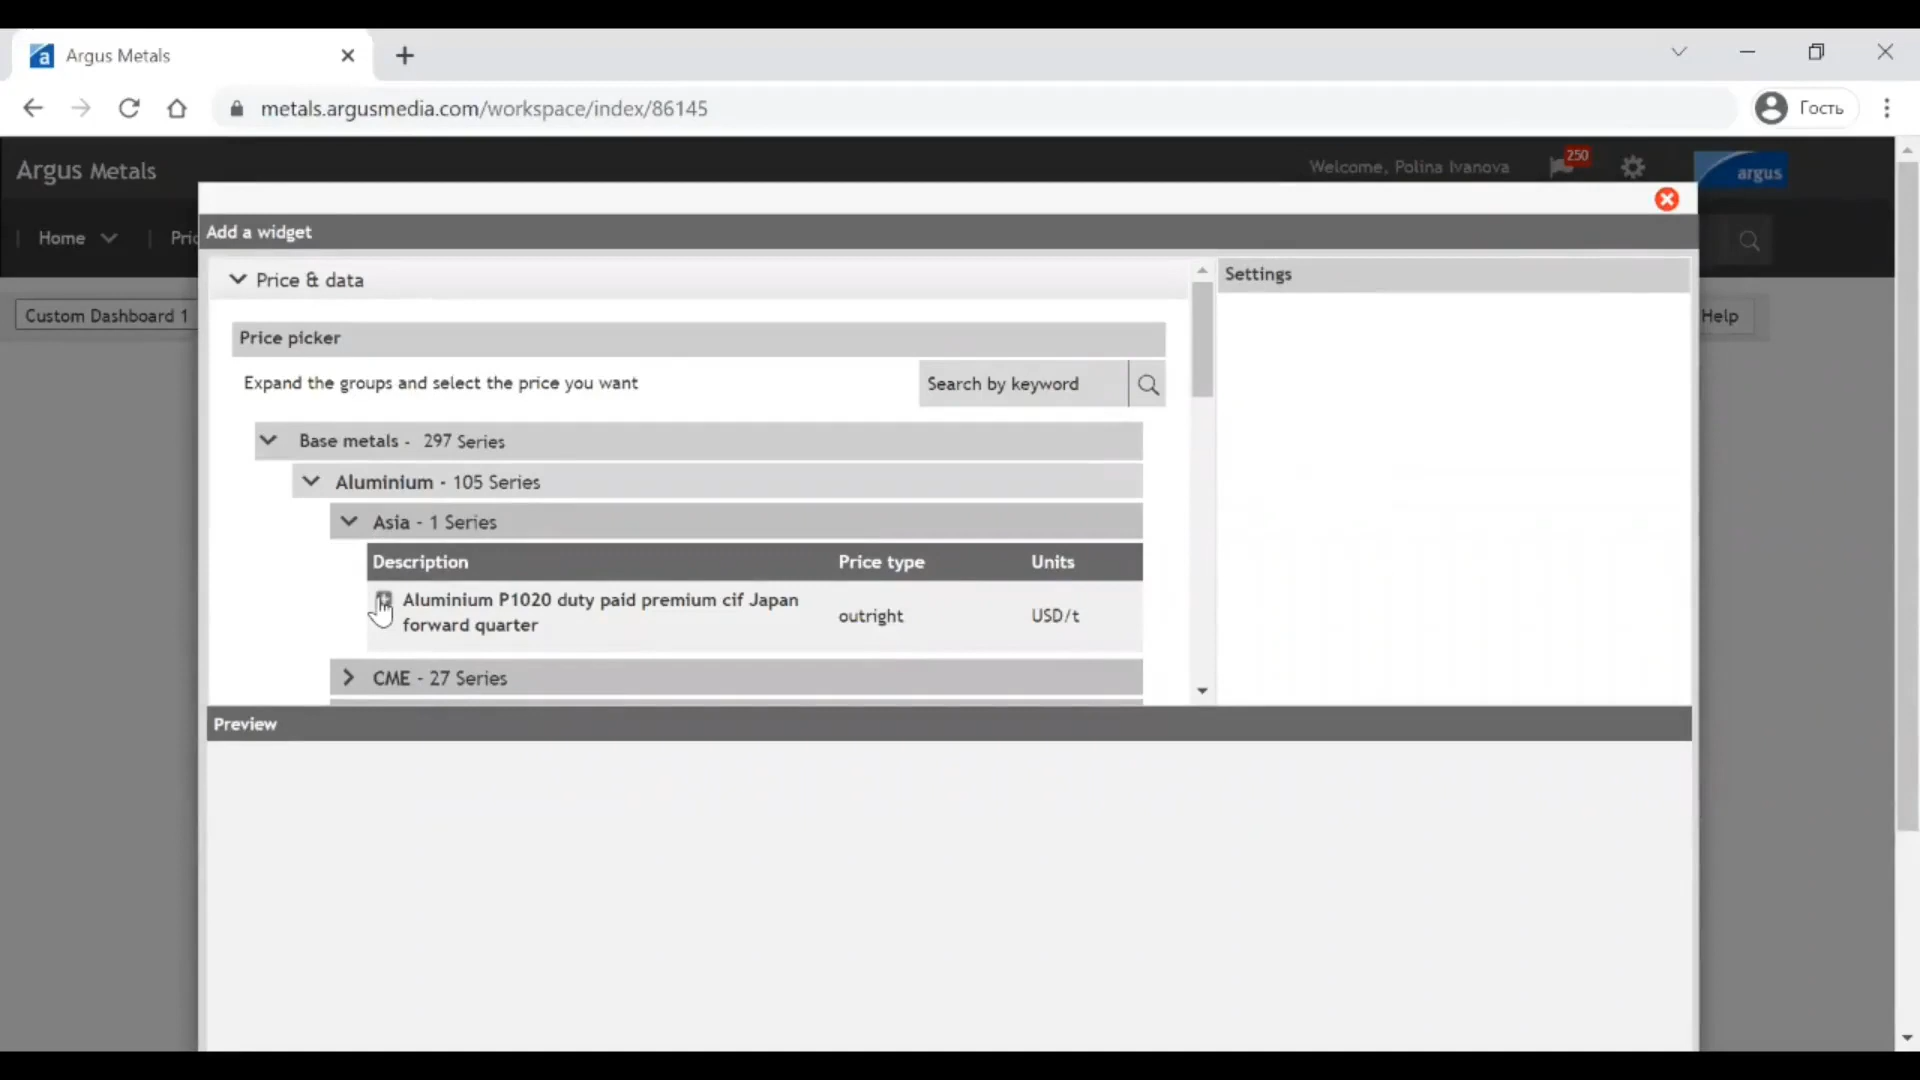 Argus Metals
metals.argusmedia.com/workspace/index/86145
Гость
Argus Metals
Welcome, Polina Ivanova
250
argus
Home
Pric
Add a widget
Price & data
Settings
Custom Dashboard 1
Help
Price picker
Expand the groups and select the price you want
Search by keyword
Base metals - 297 Series
Aluminium - 105 Series
Asia - 1 Series
Description Price type Units
Aluminium P1020 duty paid premium cif Japan
forward quarter
outright USD/t
CME - 27 Series
Preview